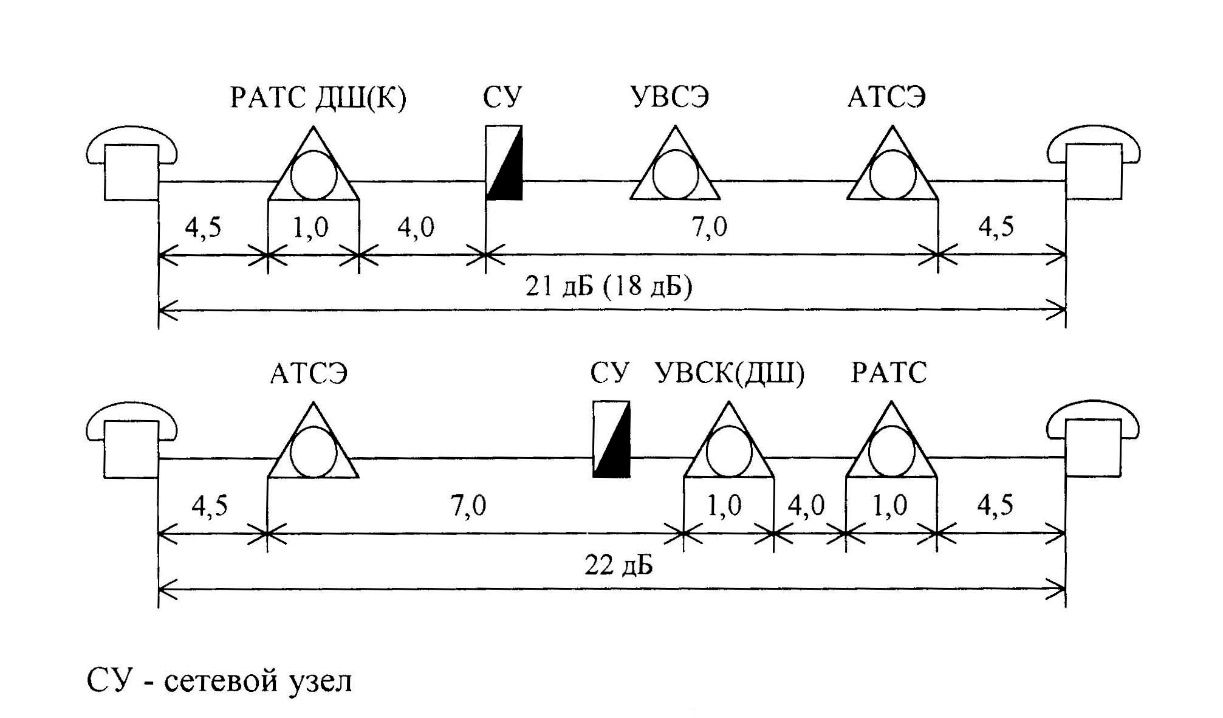 РАТС ДШ(К) СУ УВСЭ АТСЭ
4,5 1,0 4,0 7,0 4,5
21 дБ (18 дБ)
АТСЭ СУ УВСК(ДШ) РАТС
4,5 7,0 1,0 4,0 1,0 4,5
22 дБ
СУ - сетевой узел